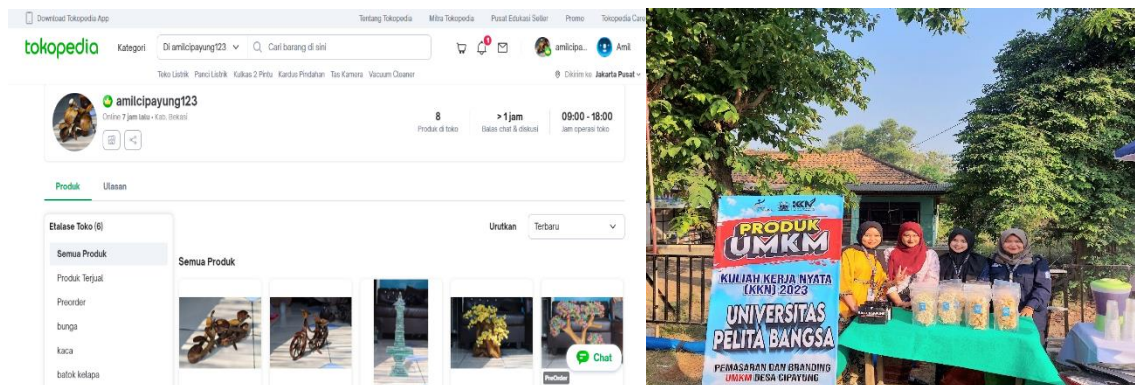 Download Tokopedia App
Tentang Tokopedia Mitra Tokopedia Pusat Edukasi Seller Promo Tokopedia Care
tokopedia Kategori Di amilcipayung123 Cari barang di sini amilcipa... Amil
Toko Listrik Panci Listrik Kulkas 2 Pintu Kardus Pindahan Tas Kamera Vacuum Cleaner
Dikirim ke Jakarta Pusat
amilcipayung123
Online 7 jam lalu • Kab. Bekasi
8
Produk di toko
> 1 jam
Balas chat & diskusi
09:00 - 18:00
Jam operasi toko
Produk Ulasan
Etalase Toko (6)
Urutkan Terbaru
Semua Produk
Produk Terjual
Preorder
bunga
kaca
batok kelapa
Semua Produk
PreOrder
Chat
KKN
PRODUK
UMKM
KULIAH KERJA NYATA
(KKN) 2023
UNIVERSITAS
PELITA BANGSA
PEMASARAN DAN BRANDING
UMKM DESA CIPAYUNG